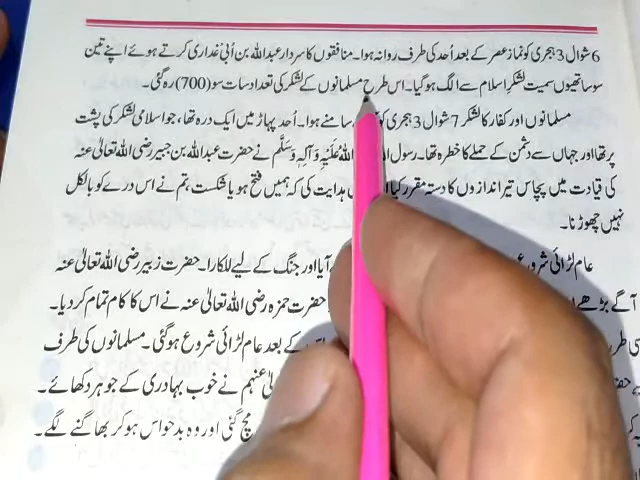 6 شوال 3 ہجری کو نماز عصر کے بعد اُحد کی طرف روانہ ہوا۔ منافقوں کا سردار عبداللہ بن اُبی غداری کرتے ہوئے اپنے تین
سو ساتھیوں سمیت لشکر اسلام سے الگ ہو گیا۔ اس طرح مسلمانوں کے لشکر کی تعداد سات سو (700) رہ گئی۔
مسلمانوں اور کفار کا لشکر 7 شوال 3 ہجری کو سامنے ہوا۔ اُحد پہاڑ میں ایک درہ تھا، جو اسلامی لشکر کی پشت
پر تھا اور جہاں سے دشمن کے حملے کا خطرہ تھا۔ رسول اللہُ عَلَیْہِ وَآلِہٖ وَسَلَّم نے حضرت عبداللہ بن جبیر رضی اللہ تعالیٰ عنہ
کی قیادت میں پچاس تیر اندازوں کا دستہ مقرر کیا ہدایت کی کہ ہمیں فتح ہو یا شکست، تم نے اس درے کو بالکل
نہیں چھوڑنا۔
عام لڑائی شروع آیا اور جنگ کے لیے للکارا۔ حضرت زبیر رضی اللہ تعالیٰ عنہ
آگے بڑھے حضرت حمزہ رضی اللہ تعالیٰ عنہ نے اس کا کام تمام کر دیا۔
کے بعد عام لڑائی شروع ہو گئی۔ مسلمانوں کی طرف
عنہم نے خوب بہادری کے جوہر دکھائے۔
مچ گئی اور وہ بدحواس ہو کر بھاگنے لگے۔